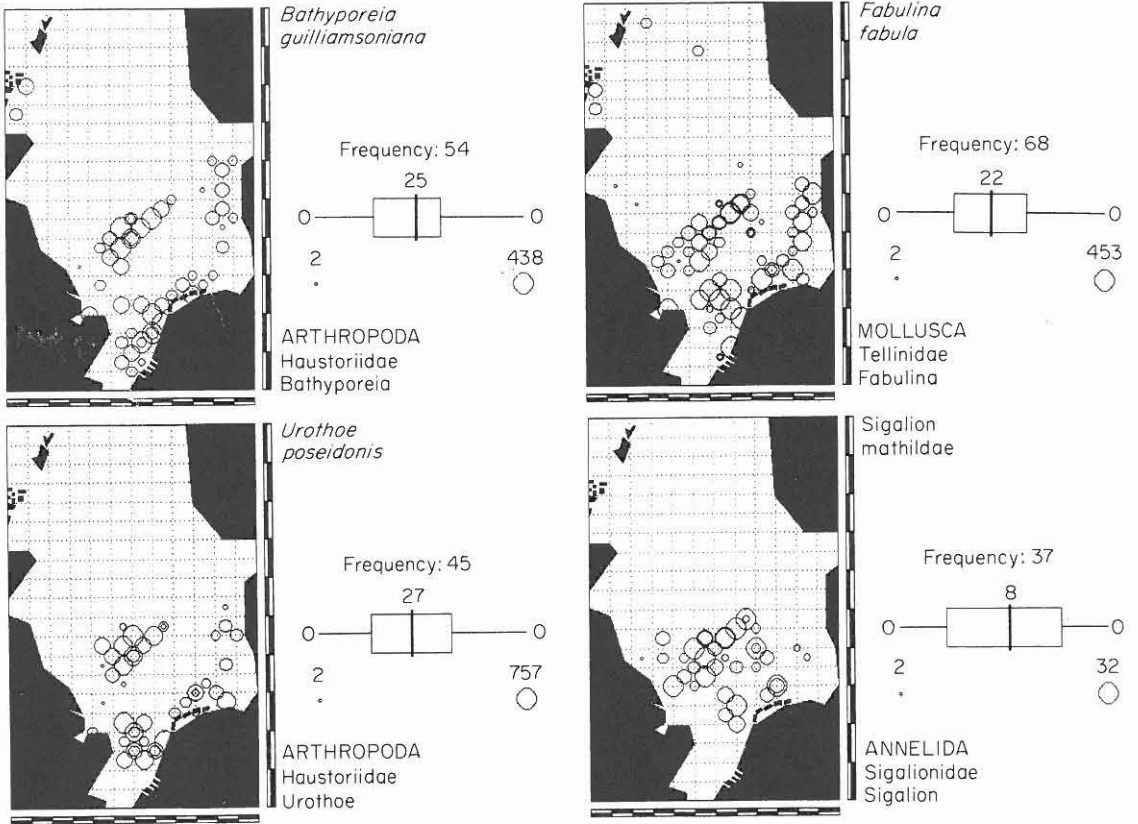 Bathyporeia
guilliamsoniana
Frequency: 54
25
0 0
2 438
ARTHROPODA
Haustoriidae
Bathyporeia
Fabulina
fabula
Frequency: 68
22
0 0
2 453
MOLLUSCA
Tellinidae
Fabulina
Urothoe
poseidonis
Frequency: 45
27
0 0
2 757
ARTHROPODA
Haustoriidae
Urothoe
Sigalion
mathildae
Frequency: 37
8
0 0
2 32
ANNELIDA
Sigalionidae
Sigalion